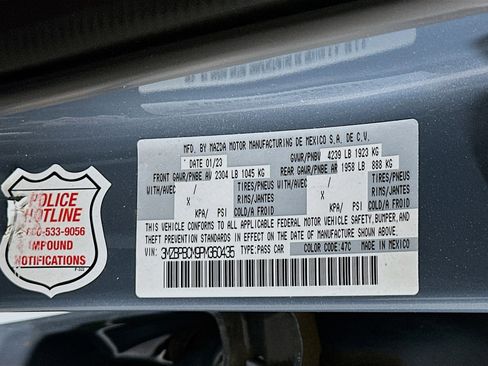 MFD. BY MAZDA MOTOR MANUFACTURING DE MEXICO S.A. DE C.V.
DATE 01/23 GVWR/PNBV 4239 LB 1923 KG
FRONT GAWR/PNBE AV 2304 LB 1045 KG REAR GAWR/PNBE AR 1958 LB 888 KG
WITH/AVEC / TIRES/PNEUS WITH/AVEC / TIRES/PNEUS
X RIMS/JANTES X RIMS/JANTES
KPA/ PSI COLD/A FROID KPA/ PSI COLD/A FROID
THIS VEHICLE CONFORMS TO ALL APPLICABLE FEDERAL MOTOR VEHICLE SAFETY, BUMPER, AND
THEFT PREVENTION STANDARDS IN EFFECT ON THE DATE OF MANUFACTURE SHOWN ABOVE.
VIN: 3MZBPBCM9PM360435 TYPE: PASS CAR COLOR CODE: 47C MADE IN MEXICO
POLICE
HOTLINE
533-9056
IMPOUND
NOTIFICATIONS